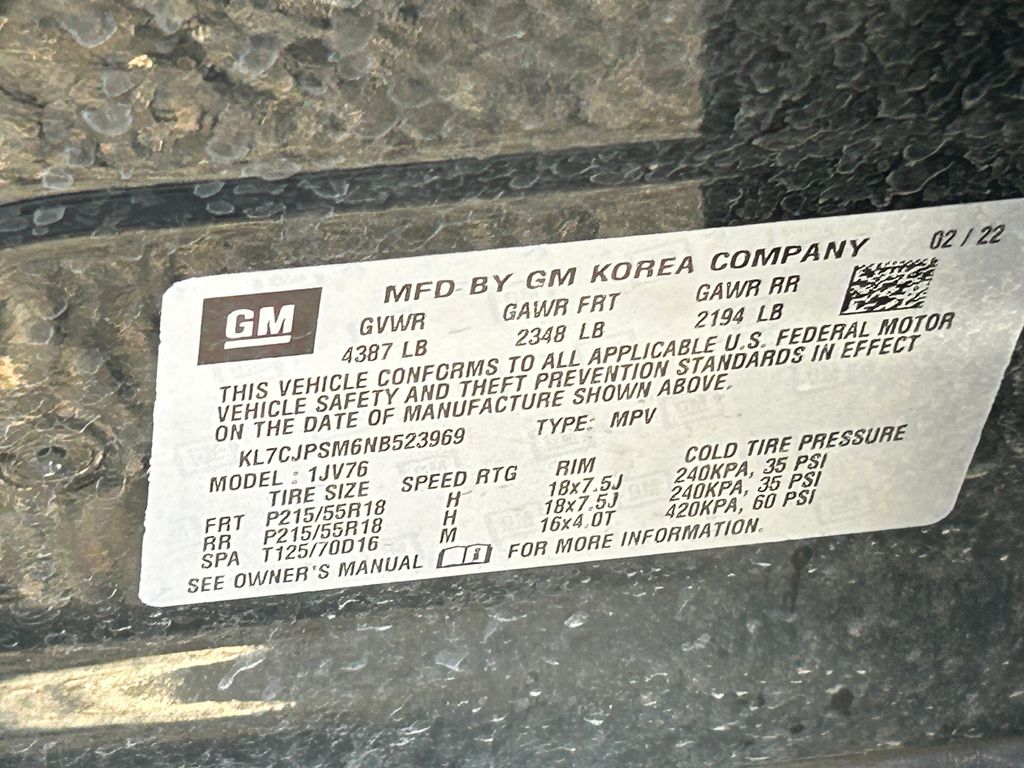 MFD BY GM KOREA COMPANY 02 / 22
GM
GVWR GAWR FRT GAWR RR
4387 LB 2348 LB 2194 LB
THIS VEHICLE CONFORMS TO ALL APPLICABLE U.S. FEDERAL MOTOR
VEHICLE SAFETY AND THEFT PREVENTION STANDARDS IN EFFECT
ON THE DATE OF MANUFACTURE SHOWN ABOVE.
KL7CJPSM6NB523969 TYPE: MPV
MODEL : 1JV76
TIRE SIZE SPEED RTG RIM COLD TIRE PRESSURE
FRT P215/55R18 H 18x7.5J 240KPA, 35 PSI
RR P215/55R18 H 18x7.5J 240KPA, 35 PSI
SPA T125/70D16 M 16x4.0T 420KPA, 60 PSI
SEE OWNER'S MANUAL FOR MORE INFORMATION.